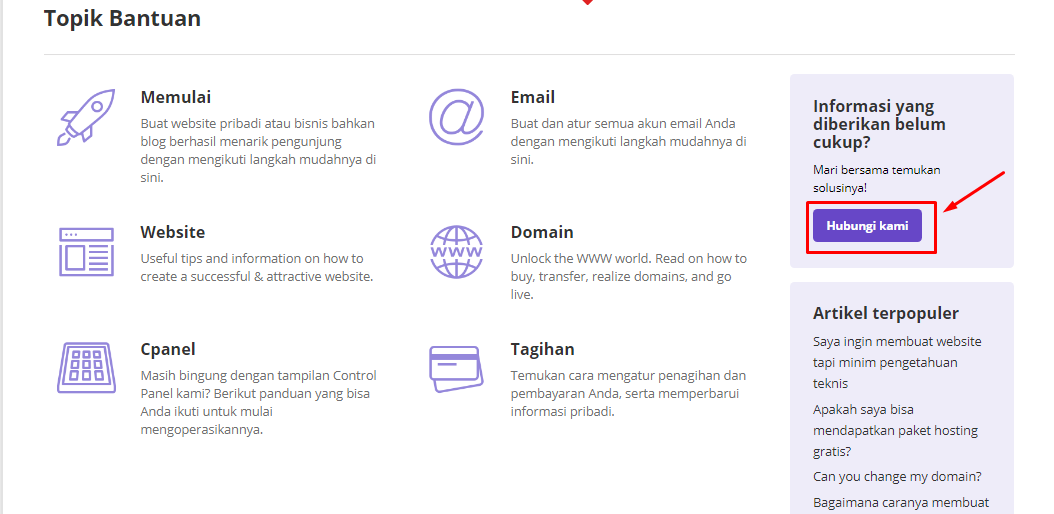 Topik Bantuan
Memulai
Buat website pribadi atau bisnis bahkan
blog berhasil menarik pengunjung
dengan mengikuti langkah mudahnya di
sini.
Email
Buat dan atur semua akun email Anda
dengan mengikuti langkah mudahnya di
sini.
Website
Useful tips and information on how to
create a successful & attractive website.
WWW
Domain
Unlock the WWW world. Read on how to
buy, transfer, realize domains, and go
live.
Cpanel
Masih bingung dengan tampilan Control
Panel kami? Berikut panduan yang bisa
Anda ikuti untuk mulai
mengoperasikannya.
Tagihan
Temukan cara mengatur penagihan dan
pembayaran Anda, serta memperbarui
informasi pribadi.
Informasi yang
diberikan belum
cukup?
Mari bersama temukan
solusinya!
Hubungi kami
Artikel terpopuler
Saya ingin membuat website
tapi minim pengetahuan
teknis
Apakah saya bisa
mendapatkan paket hosting
gratis?
Can you change my domain?
Bagaimana caranya membuat